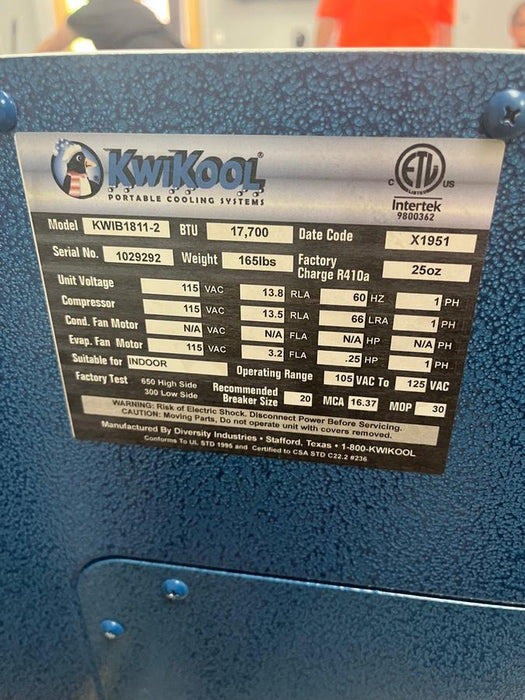 KWIKOOL®
PORTABLE COOLING SYSTEMS
C ETL LISTED US
Intertek
9800362
Model KWIB1811-2 BTU 17,700 Date Code X1951
Serial No. 1029292 Weight 165lbs Factory Charge R410a 25oz
Unit Voltage 115 VAC 13.8 RLA 60 HZ 1 PH
Compressor 115 VAC 13.5 RLA 66 LRA 1 PH
Cond. Fan Motor N/A VAC N/A FLA N/A HP N/A PH
Evap. Fan Motor 115 VAC 3.2 FLA .25 HP 1 PH
Suitable for INDOOR Operating Range 105 VAC To 125 VAC
Factory Test 650 High Side 300 Low Side Recommended Breaker Size 20 MCA 16.37 MOP 30
WARNING: Risk of Electric Shock. Disconnect Power Before Servicing.
CAUTION: Moving Parts, Do not operate unit with covers removed.
Manufactured By Diversity Industries • Stafford, Texas • 1-800-KWIKOOL
Conforms To UL STD 1995 and Certified to CSA STD C22.2 #236